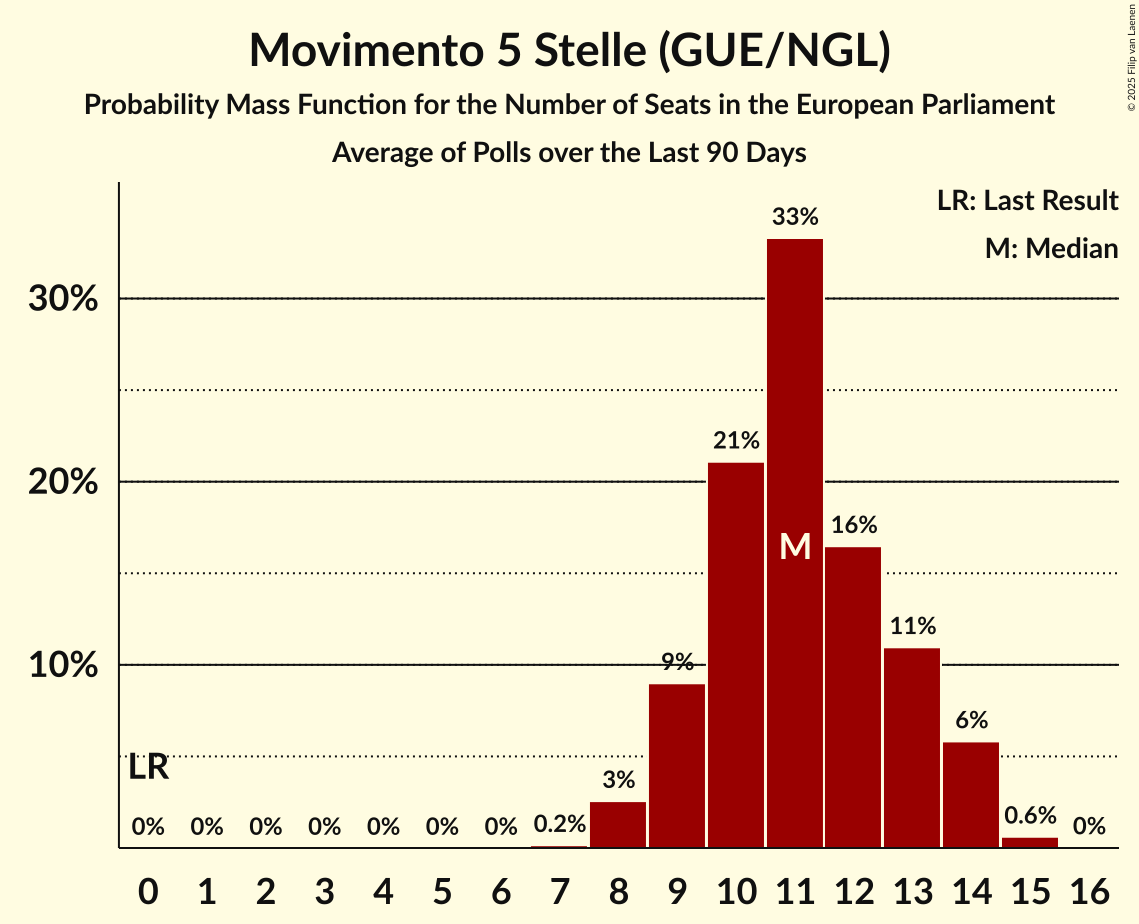 Movimento 5 Stelle (GUE/NGL)
Probability Mass Function for the Number of Seats in the European Parliament
Average of Polls over the Last 90 Days
© 2025 Filip van Laenen
LR: Last Result
M: Median
33%
30%
21%
20%
16%
M
11%
10%
9%
6%
LR
3%
0% 0% 0% 0% 0% 0% 0% 0.2% 0.6% 0%
0 1 2 3 4 5 6 7 8 9 10 11 12 13 14 15 16